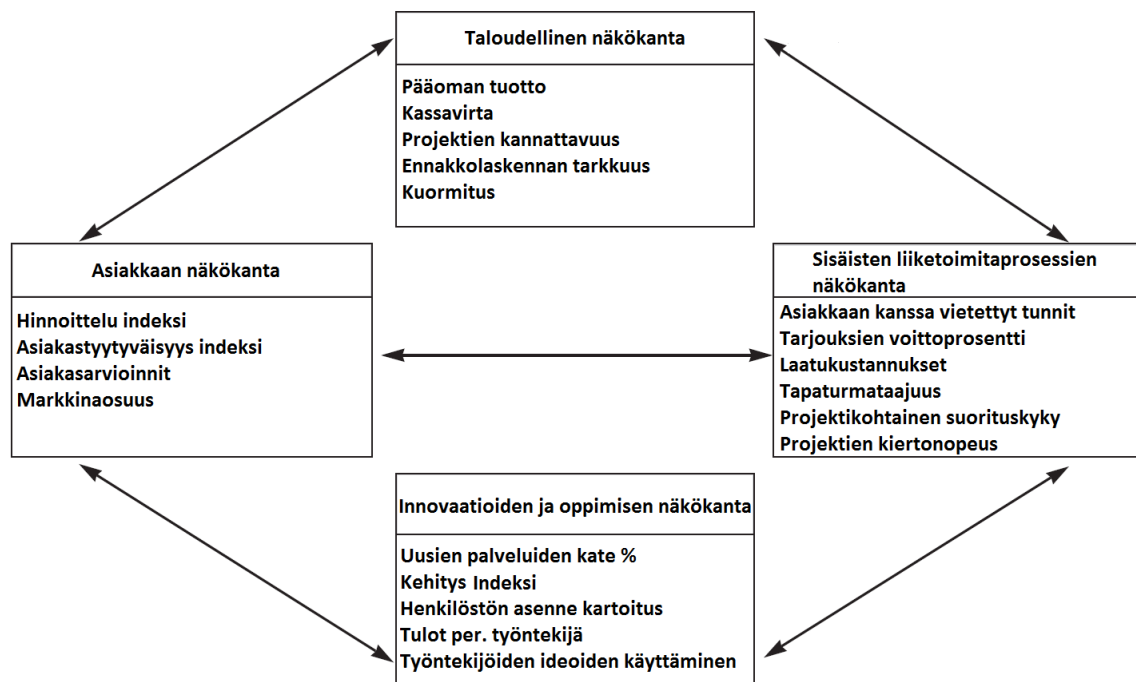 Taloudellinen näkökanta
Pääoman tuotto
Kassavirta
Projektien kannattavuus
Ennakkolaskennan tarkkuus
Kuormitus
Asiakkaan näkökanta
Hinnoittelu indeksi
Asiakastyytyväisyys indeksi
Asiakasarvioinnit
Markkinaosuus
Sisäisten liiketoimitaprosessien
näkökanta
Asiakkaan kanssa vietettyt tunnit
Tarjouksien voittoprosentti
Laatukustannukset
Tapaturmataajuus
Projektikohtainen suorituskyky
Projektien kiertonopeus
Innovaatioiden ja oppimisen näkökanta
Uusien palveluiden kate %
Kehitys Indeksi
Henkilöstön asenne kartoitus
Tulot per. työntekijä
Työntekijöiden ideoiden käyttäminen